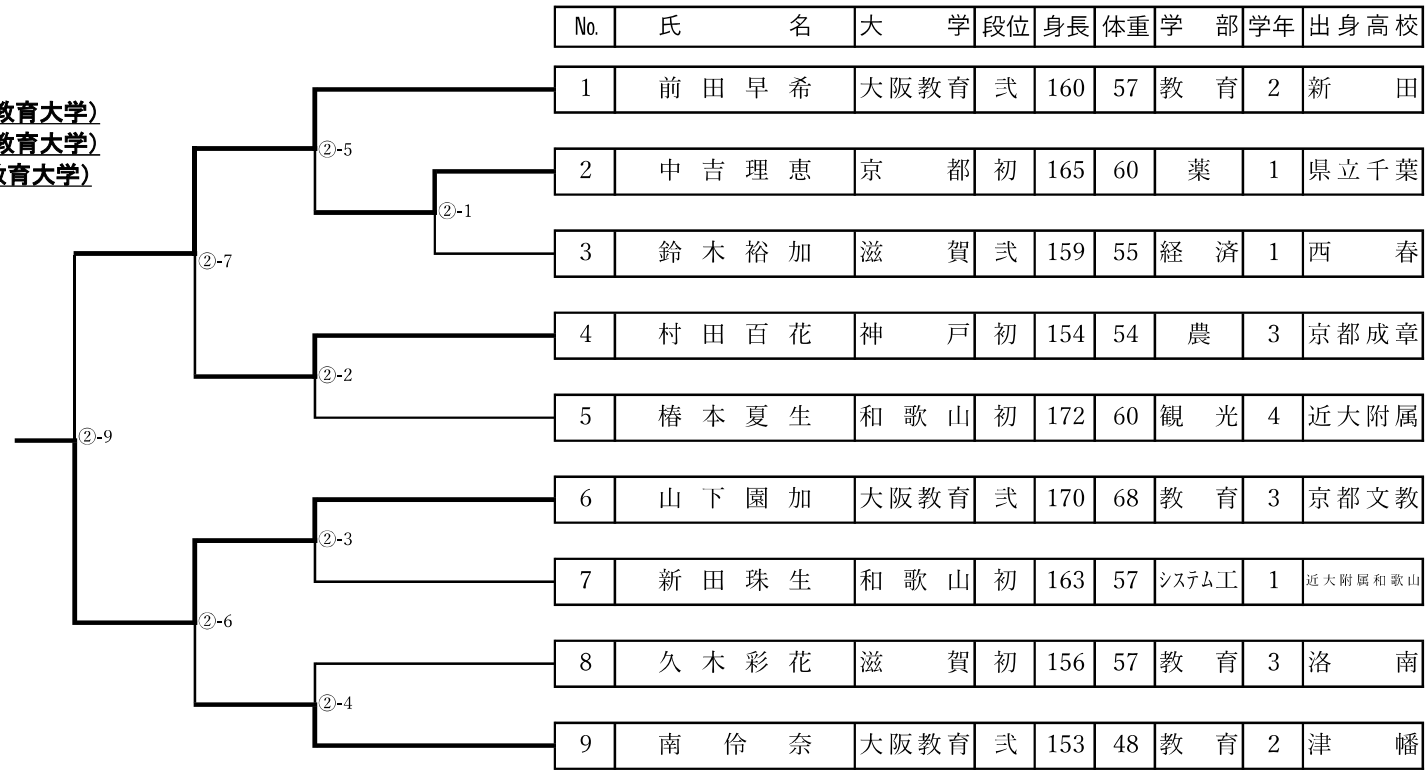 No. 氏名 大学 段位 身長 体重 学部 学年 出身高校
1 前田早希 大阪教育 弐 160 57 教育 2 新田
教育大学)
教育大学)
教育大学)
②-5
2 中吉理恵 京都 初 165 60 薬 1 県立千葉
②-1
3 鈴木裕加 滋賀 弐 159 55 経済 1 西春
②-7
4 村田百花 神戸 初 154 54 農 3 京都成章
②-2
5 椿本夏生 和歌山 初 172 60 観光 4 近大附属
②-9
6 山下園加 大阪教育 弐 170 68 教育 3 京都文教
②-3
7 新田珠生 和歌山 初 163 57 システム工 1 近大附属和歌山
②-6
8 久木彩花 滋賀 初 156 57 教育 3 洛南
②-4
9 南伶奈 大阪教育 弐 153 48 教育 2 津幡